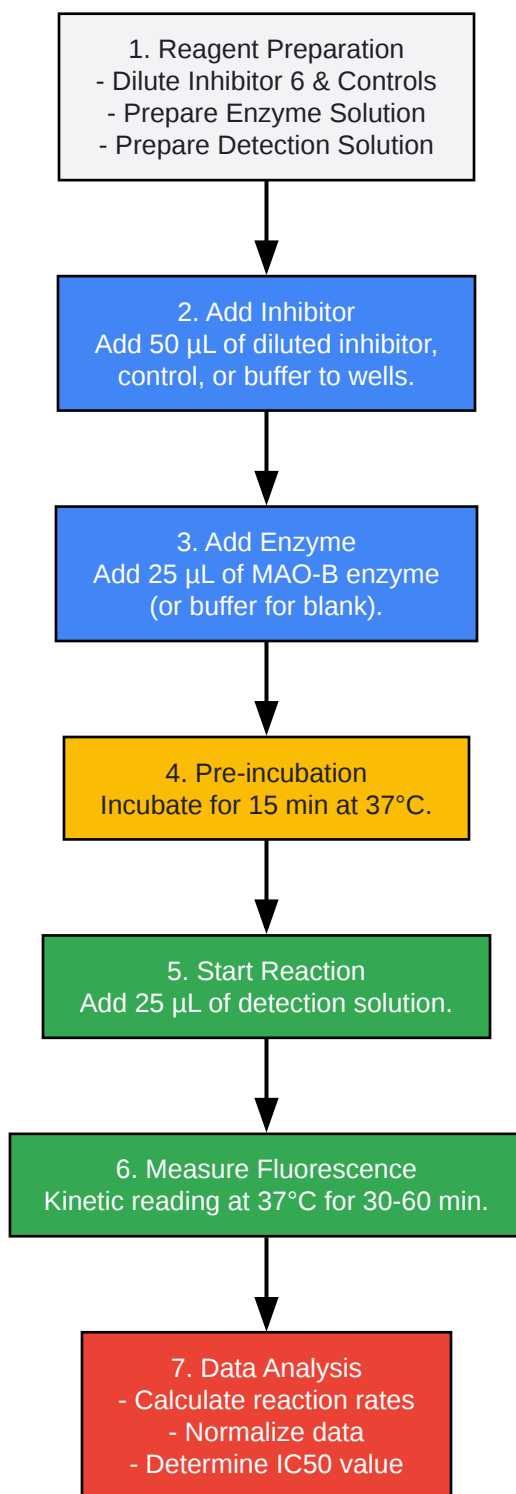 1. Reagent Preparation
- Dilute Inhibitor 6 & Controls
- Prepare Enzyme Solution
- Prepare Detection Solution
2. Add Inhibitor
Add 50 µL of diluted inhibitor,
control, or buffer to wells.
3. Add Enzyme
Add 25 µL of MAO-B enzyme
(or buffer for blank).
4. Pre-incubation
Incubate for 15 min at 37°C.
5. Start Reaction
Add 25 µL of detection solution.
6. Measure Fluorescence
Kinetic reading at 37°C for 30-60 min.
7. Data Analysis
- Calculate reaction rates
- Normalize data
- Determine IC50 value